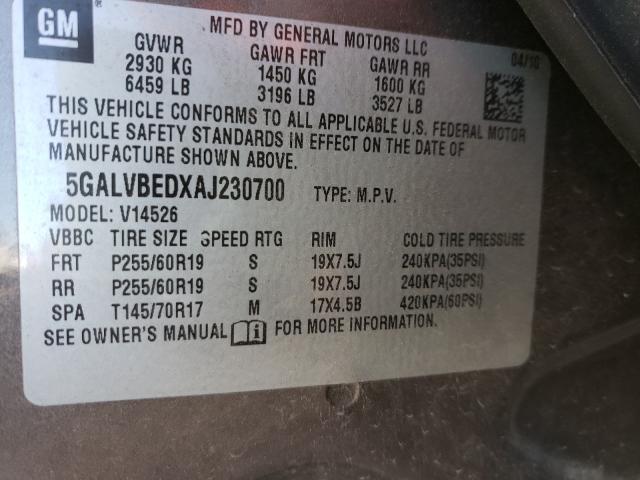 GM
MFD BY GENERAL MOTORS LLC
04/10
GVWR GAWR FRT GAWR RR
2930 KG 1450 KG 1600 KG
6459 LB 3196 LB 3527 LB
THIS VEHICLE CONFORMS TO ALL APPLICABLE U.S. FEDERAL MOTOR
VEHICLE SAFETY STANDARDS IN EFFECT ON THE DATE OF
MANUFACTURE SHOWN ABOVE.
5GALVBEDXAJ230700 TYPE: M.P.V.
MODEL: V14526
VBBC TIRE SIZE SPEED RTG RIM COLD TIRE PRESSURE
FRT P255/60R19 S 19X7.5J 240KPA(35PSI)
RR P255/60R19 S 19X7.5J 240KPA(35PSI)
SPA T145/70R17 M 17X4.5B 420KPA(60PSI)
SEE OWNER'S MANUAL i FOR MORE INFORMATION.